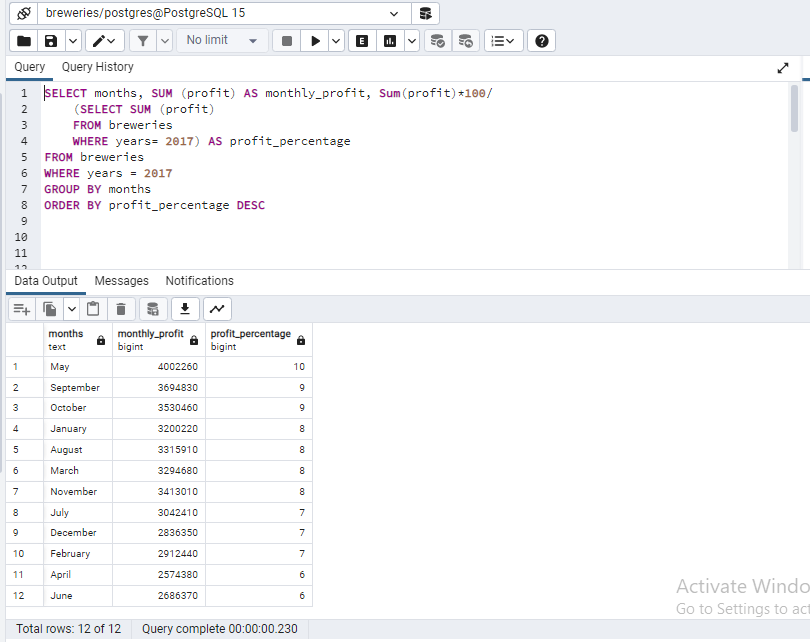 breweries/postgres@PostgreSQL 15
No limit
E
?
Query Query History
1 SELECT months, SUM (profit) AS monthly_profit, Sum(profit)*100/
2 (SELECT SUM (profit)
3 FROM breweries
4 WHERE years= 2017) AS profit_percentage
5 FROM breweries
6 WHERE years = 2017
7 GROUP BY months
8 ORDER BY profit_percentage DESC
9
10
11
12
Data Output Messages Notifications
months monthly_profit profit_percentage
text bigint bigint
1 May 4002260 10
2 September 3694830 9
3 October 3530460 9
4 January 3200220 8
5 August 3315910 8
6 March 3294680 8
7 November 3413010 8
8 July 3042410 7
9 December 2836350 7
10 February 2912440 7
11 April 2574380 6
12 June 2686370 6
Activate Windo
Go to Settings to act
Total rows: 12 of 12 Query complete 00:00:00.230